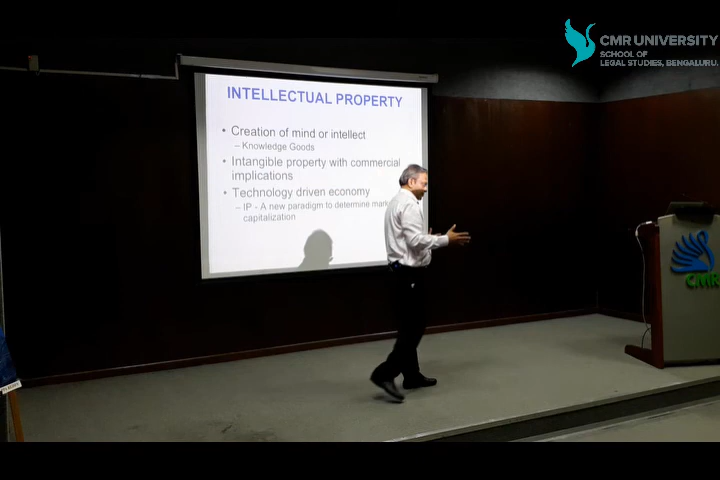 CMR UNIVERSITY
SCHOOL OF
LEGAL STUDIES, BENGALURU.
INTELLECTUAL PROPERTY
• Creation of mind or intellect
– Knowledge Goods
• Intangible property with commercial
implications
• Technology driven economy
– IP - A new paradigm to determine
capitalization
CMR